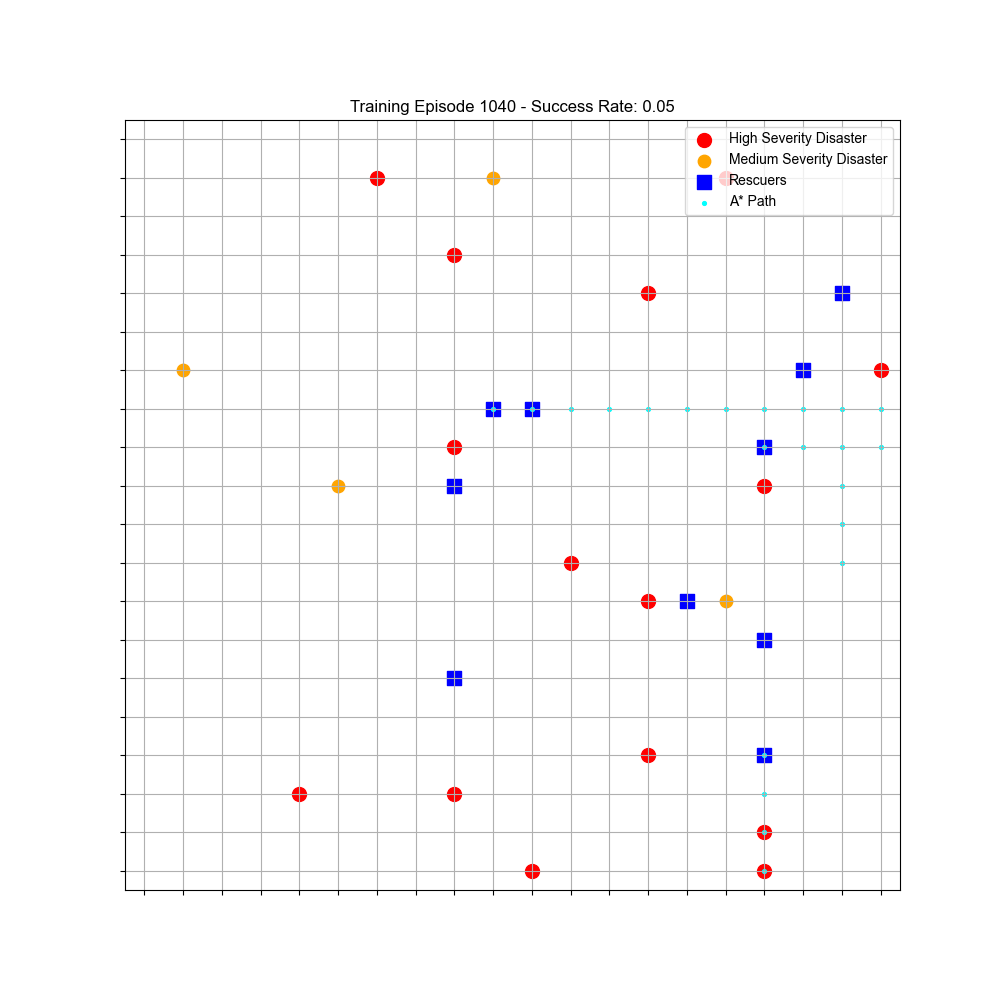 Training Episode 1040 - Success Rate: 0.05
High Severity Disaster
Medium Severity Disaster
Rescuers
A* Path